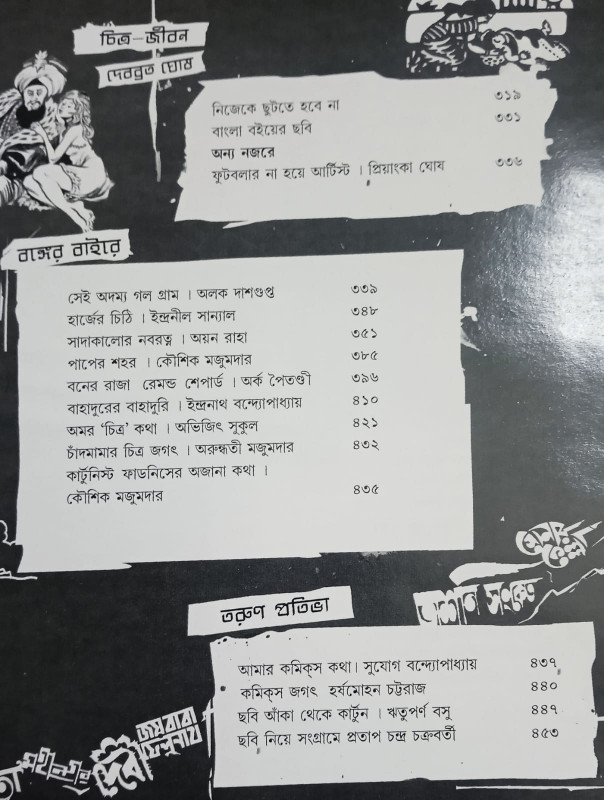 চিত্র-জীবন
দেবব্রত ঘোষ
নিজেকে ছুটতে হবে না ৩১৯
বাংলা বইয়ের ছবি ৩৩১
অন্য নজরে
ফুটবলার না হয়ে আর্টিস্ট । প্রিয়াংকা ঘোষ ৩৩৬
বঙ্গের বাইরে
সেই অদম্য গল গ্রাম । অলক দাশগুপ্ত ৩৩৯
হার্জের চিঠি । ইন্দ্রনীল সান্যাল ৩৪৮
সাদাকালোর নবরত্ন । অয়ন রাহা ৩৫১
পাপের শহর । কৌশিক মজুমদার ৩৮৫
বনের রাজা রেমন্ড শেপার্ড । অর্ক পৈতণ্ডী ৩৯৬
বাহাদুরের বাহাদুরি । ইন্দ্রনাথ বন্দ্যোপাধ্যায় ৪১০
অমর ‘চিত্র’ কথা । অভিজিৎ সুকুল ৪২১
চাঁদমামার চিত্র জগৎ । অরুন্ধতী মজুমদার ৪৩২
কার্টুনিস্ট ফাডনিসের অজানা কথা ।
কৌশিক মজুমদার ৪৩৫
তরুণ প্রতিভা
অশনি সংকেত
আমার কমিক্‌স কথা। সুযোগ বন্দ্যোপাধ্যায় ৪৩৭
কমিক্‌স জগৎ হর্ষমোহন চট্টরাজ ৪৪০
ছবি আঁকা থেকে কার্টুন । ঋতুপর্ণ বসু ৪৪৭
ছবি নিয়ে সংগ্রামে প্রতাপ চন্দ্র চক্রবর্তী ৪৫৩
জয় বাবা
ফেলুনাথ
দেবী